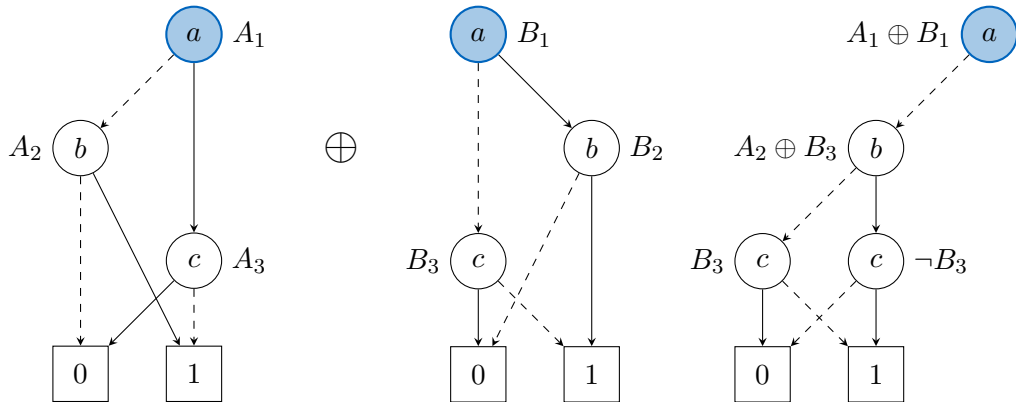 a A₁ a B₁ A₁ ⊕ B₁ a
A₂ b ⊕ b B₂ A₂ ⊕ B₃ b
c A₃ B₃ c B₃ c c ¬B₃
0 1 0 1 0 1